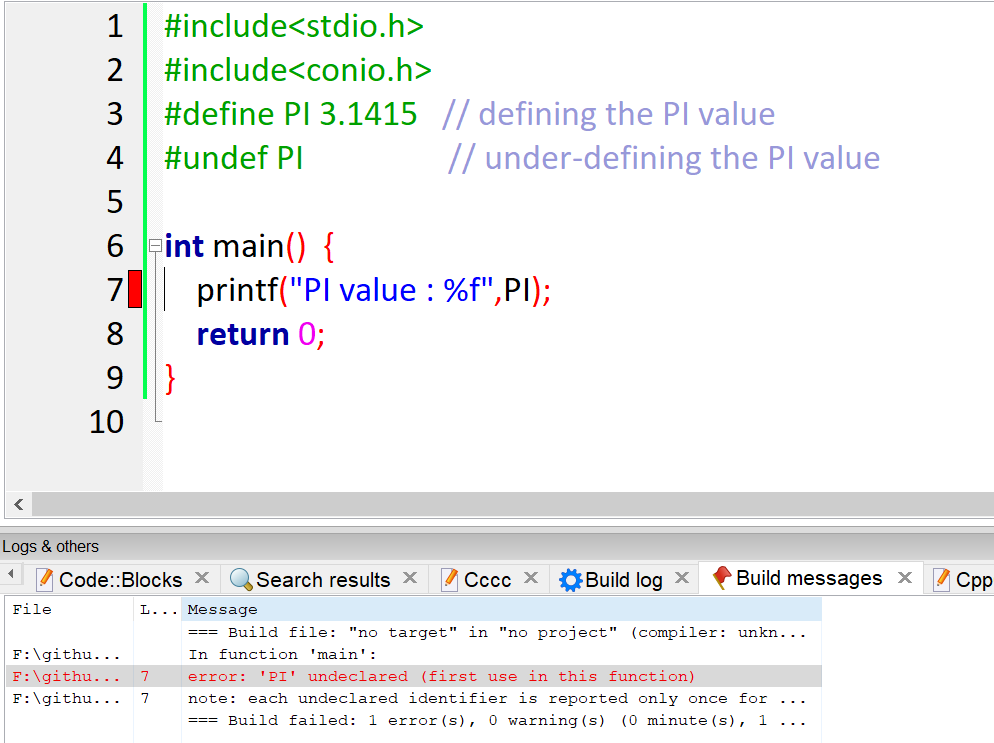 1 #include<stdio.h>
2 #include<conio.h>
3 #define PI 3.1415 // defining the PI value
4 #undef PI // under-defining the PI value
5
6 int main() {
7 printf("PI value : %f",PI);
8 return 0;
9 }
10
Logs & others
Code::Blocks Search results Cccc Build log Build messages Cpp
File L... Message
=== Build file: "no target" in "no project" (compiler: unkn...
F:\githu... In function 'main':
F:\githu... 7 error: 'PI' undeclared (first use in this function)
F:\githu... 7 note: each undeclared identifier is reported only once for ...
=== Build failed: 1 error(s), 0 warning(s) (0 minute(s), 1 ...